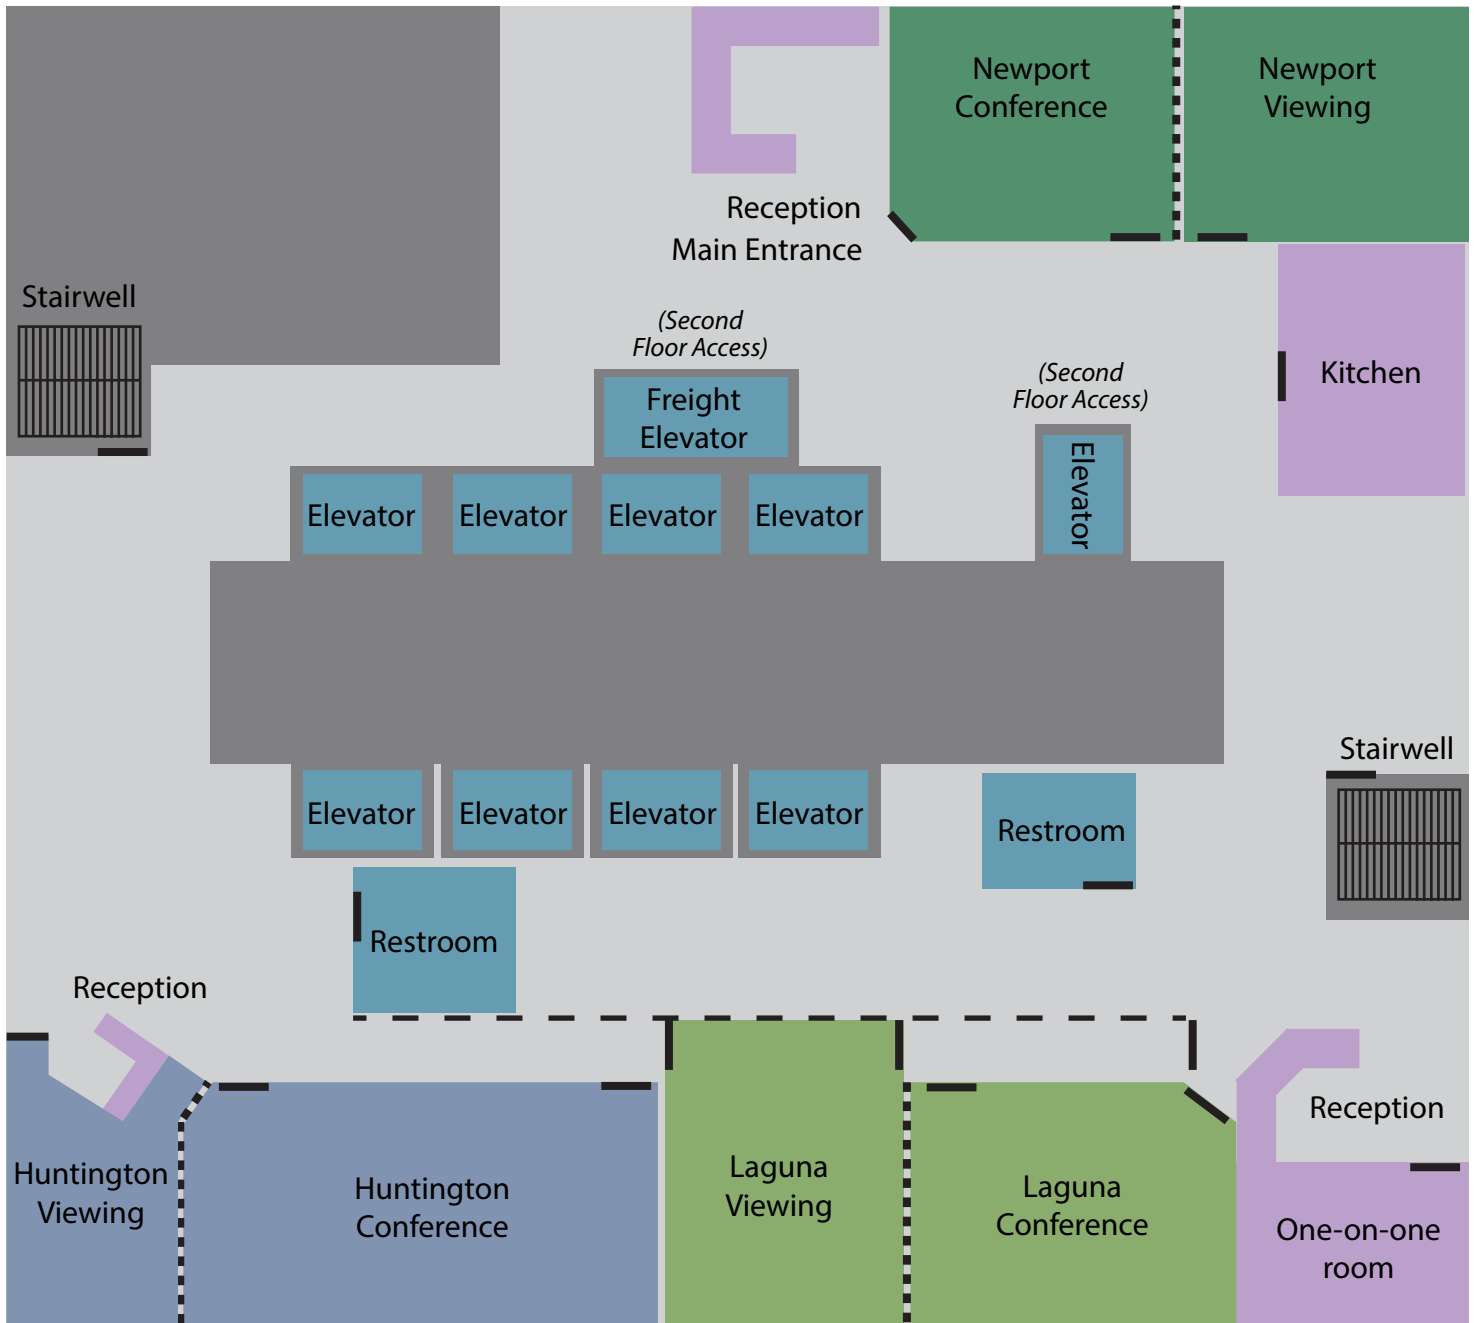 Newport
Conference
Newport
Viewing
Reception
Main Entrance
Stairwell
(Second
Floor Access)
Freight
Elevator
(Second
Floor Access)
Kitchen
Elevator
Elevator
Elevator
Elevator
Elevator
Stairwell
Elevator
Elevator
Elevator
Elevator
Restroom
Restroom
Reception
Reception
Huntington
Viewing
Huntington
Conference
Laguna
Viewing
Laguna
Conference
One-on-one
room